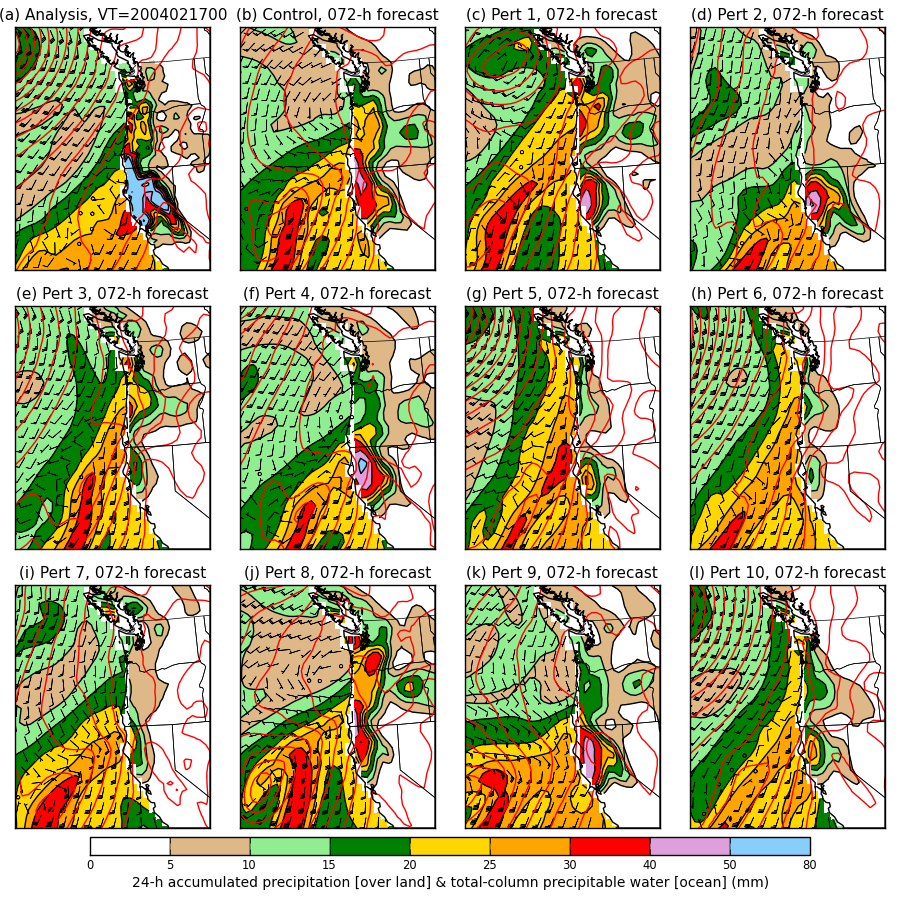 (a) Analysis, VT=2004021700 (b) Control, 072-h forecast (c) Pert 1, 072-h forecast (d) Pert 2, 072-h forecast
(e) Pert 3, 072-h forecast (f) Pert 4, 072-h forecast (g) Pert 5, 072-h forecast (h) Pert 6, 072-h forecast
(i) Pert 7, 072-h forecast (j) Pert 8, 072-h forecast (k) Pert 9, 072-h forecast (l) Pert 10, 072-h forecast
0 5 10 15 20 25 30 40 50 80
24-h accumulated precipitation [over land] & total-column precipitable water [ocean] (mm)